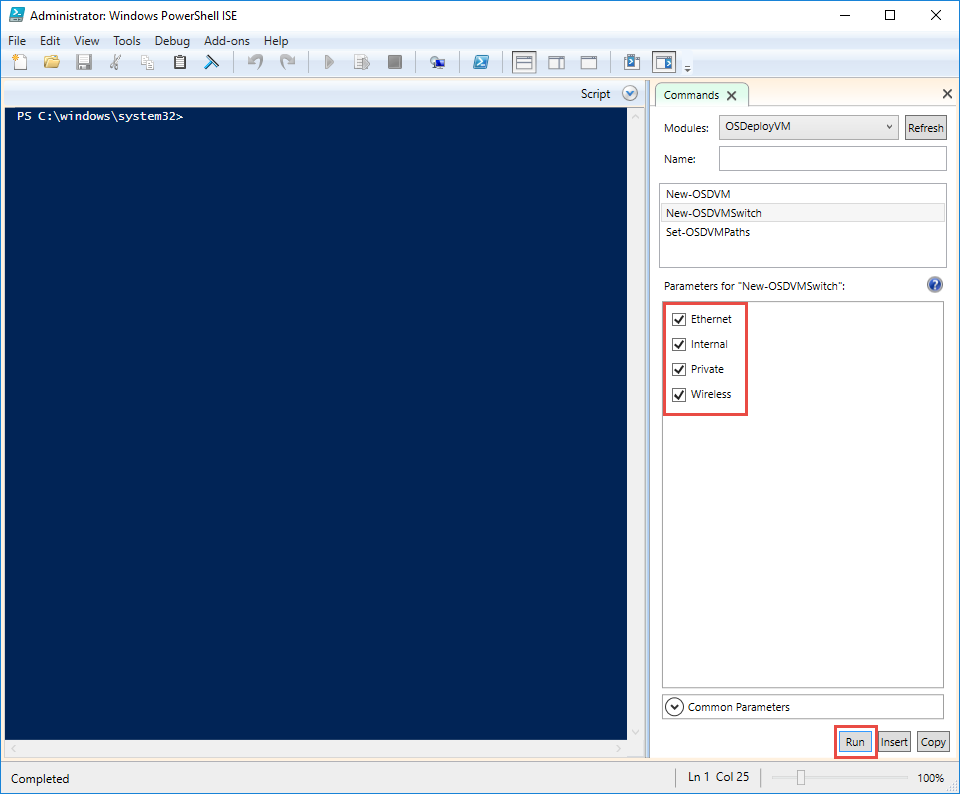 Administrator: Windows PowerShell ISE
File Edit View Tools Debug Add-ons Help
Script
PS C:\windows\system32>
Commands
Modules: OSDeployVM Refresh
Name:
New-OSDVM
New-OSDVMSwitch
Set-OSDVMPaths
Parameters for "New-OSDVMSwitch":
Ethernet
Internal
Private
Wireless
Common Parameters
Run Insert Copy
Completed Ln 1 Col 25 100%